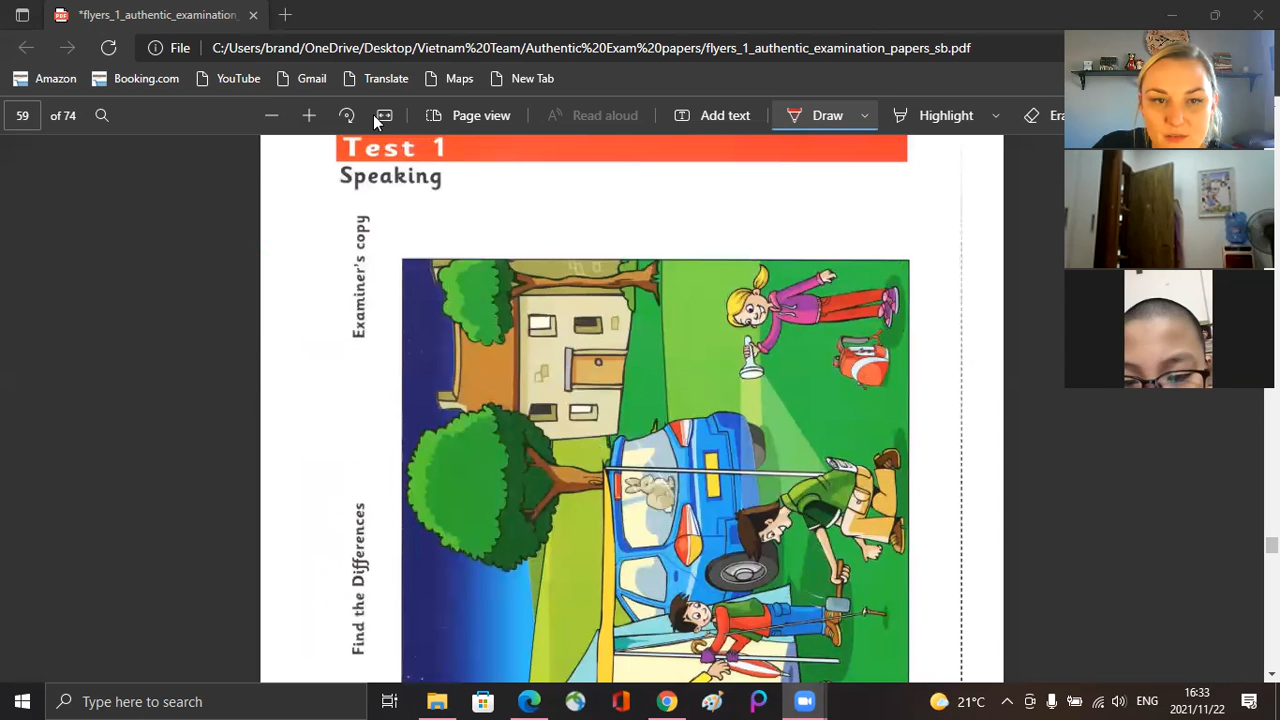 *flyers_1_authentic_examination_
File
C:/Users/brand/OneDrive/Desktop/Vietnam%20Team/Authentic%20Exam%20papers/flyers_1_authentic_examination_papers_sb.pdf
Amazon
Booking.com
YouTube
Gmail
Translate
Maps
New Tab
59 of 74
Page view
Read aloud
Add text
Draw
Highlight
Era
Test 1
Speaking
Examiner's copy
Find the Differences
Type here to search
21°C
ENG
16:33
2021/11/22